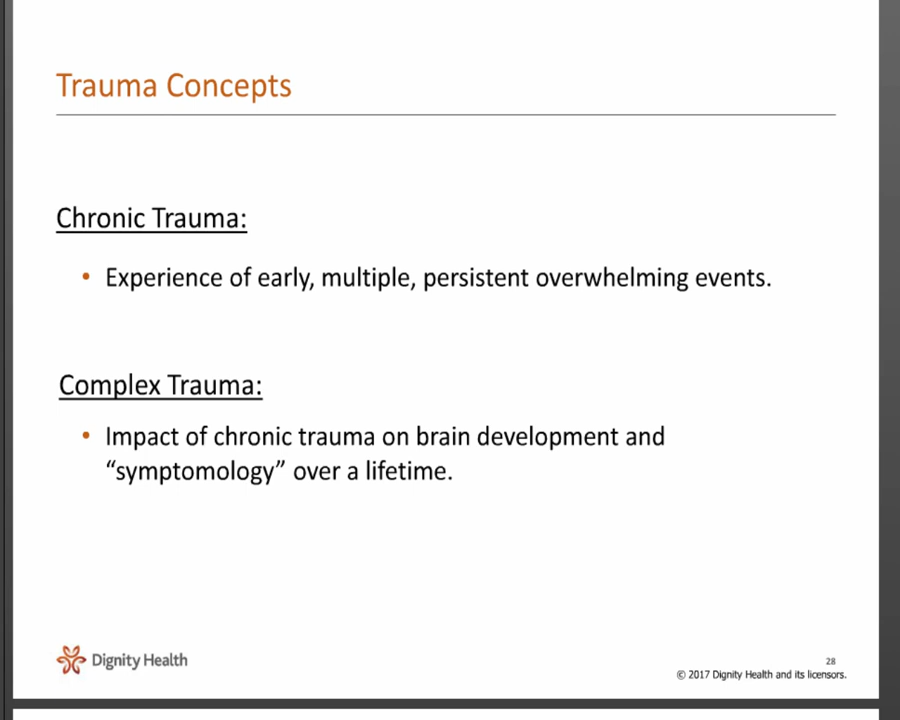 Trauma Concepts
Chronic Trauma:
• Experience of early, multiple, persistent overwhelming events.
Complex Trauma:
• Impact of chronic trauma on brain development and
“symptomology” over a lifetime.
Dignity Health
28
© 2017 Dignity Health and its licensors.